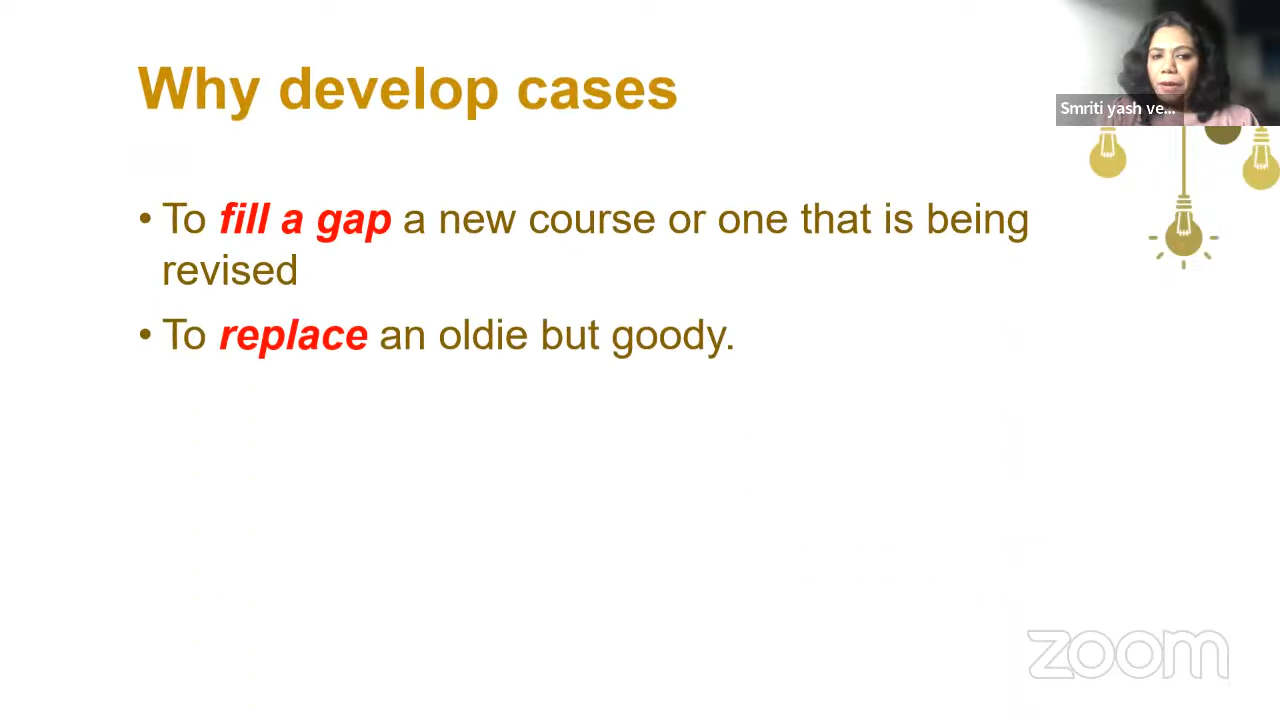 Why develop cases
Smriti yash ve...
• To fill a gap a new course or one that is being
revised
• To replace an oldie but goody.
zoom